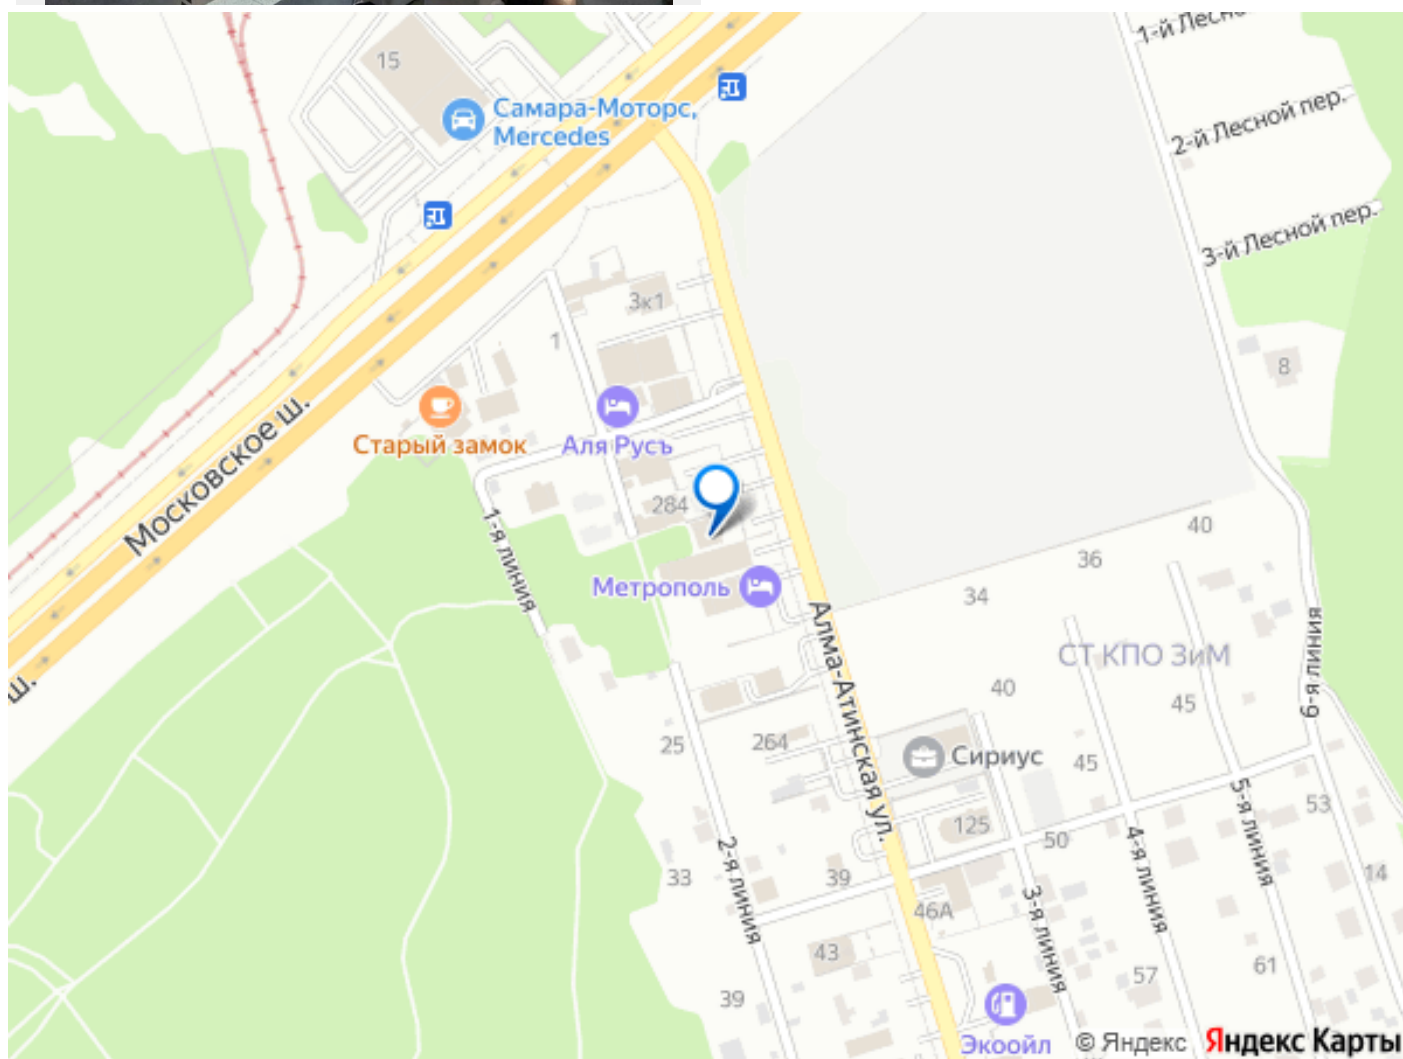 1-й Лесно
15
Самара-Моторс,
Mercedes
2-й Лесной пер.
3-й Лесной пер.
3к1
1
8
Старый замок
Аля Русъ
Московское ш.
284
1-я линия
40
36
Метрополь
34
Алма-Атинская ул.
СТ КПО ЗиМ
6-я линия
ш.
40
45
25
264
Сириус
45
5-я линия
53
125
50
4-я линия
2-я линия
33
39
14
46А
3-я линия
43
57
61
39
Экоойл
© Яндекс
Яндекс Карты